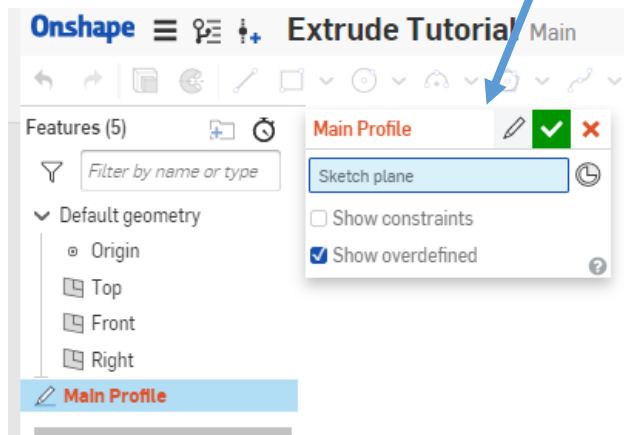 Onshape Extrude Tutorial Main
Features (5)
Filter by name or type
Default geometry
Origin
Top
Front
Right
Main Profile
Main Profile
Sketch plane
Show constraints
Show overdefined